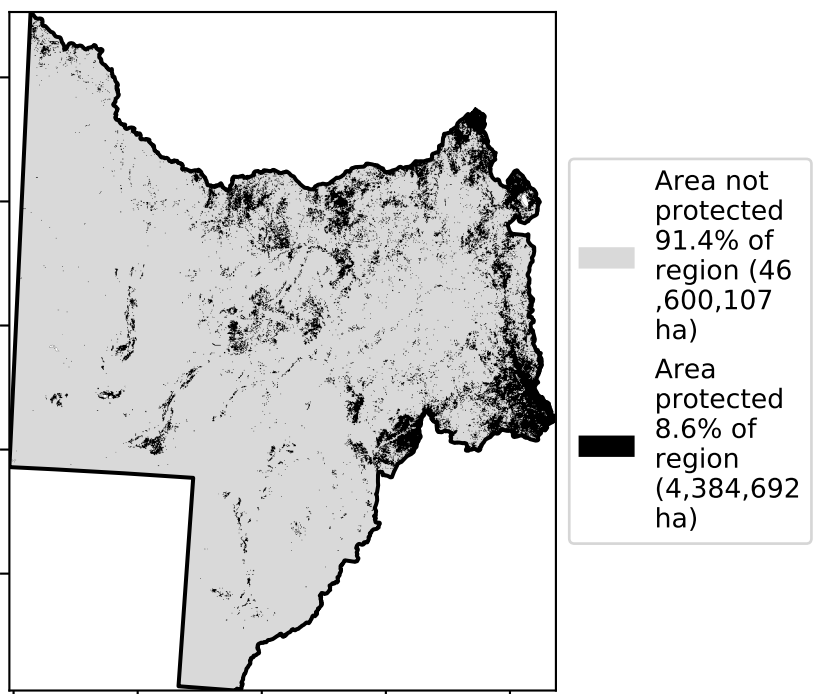 Area not
protected
91.4% of
region (46
,600,107
ha)
Area
protected
8.6% of
region
(4,384,692
ha)